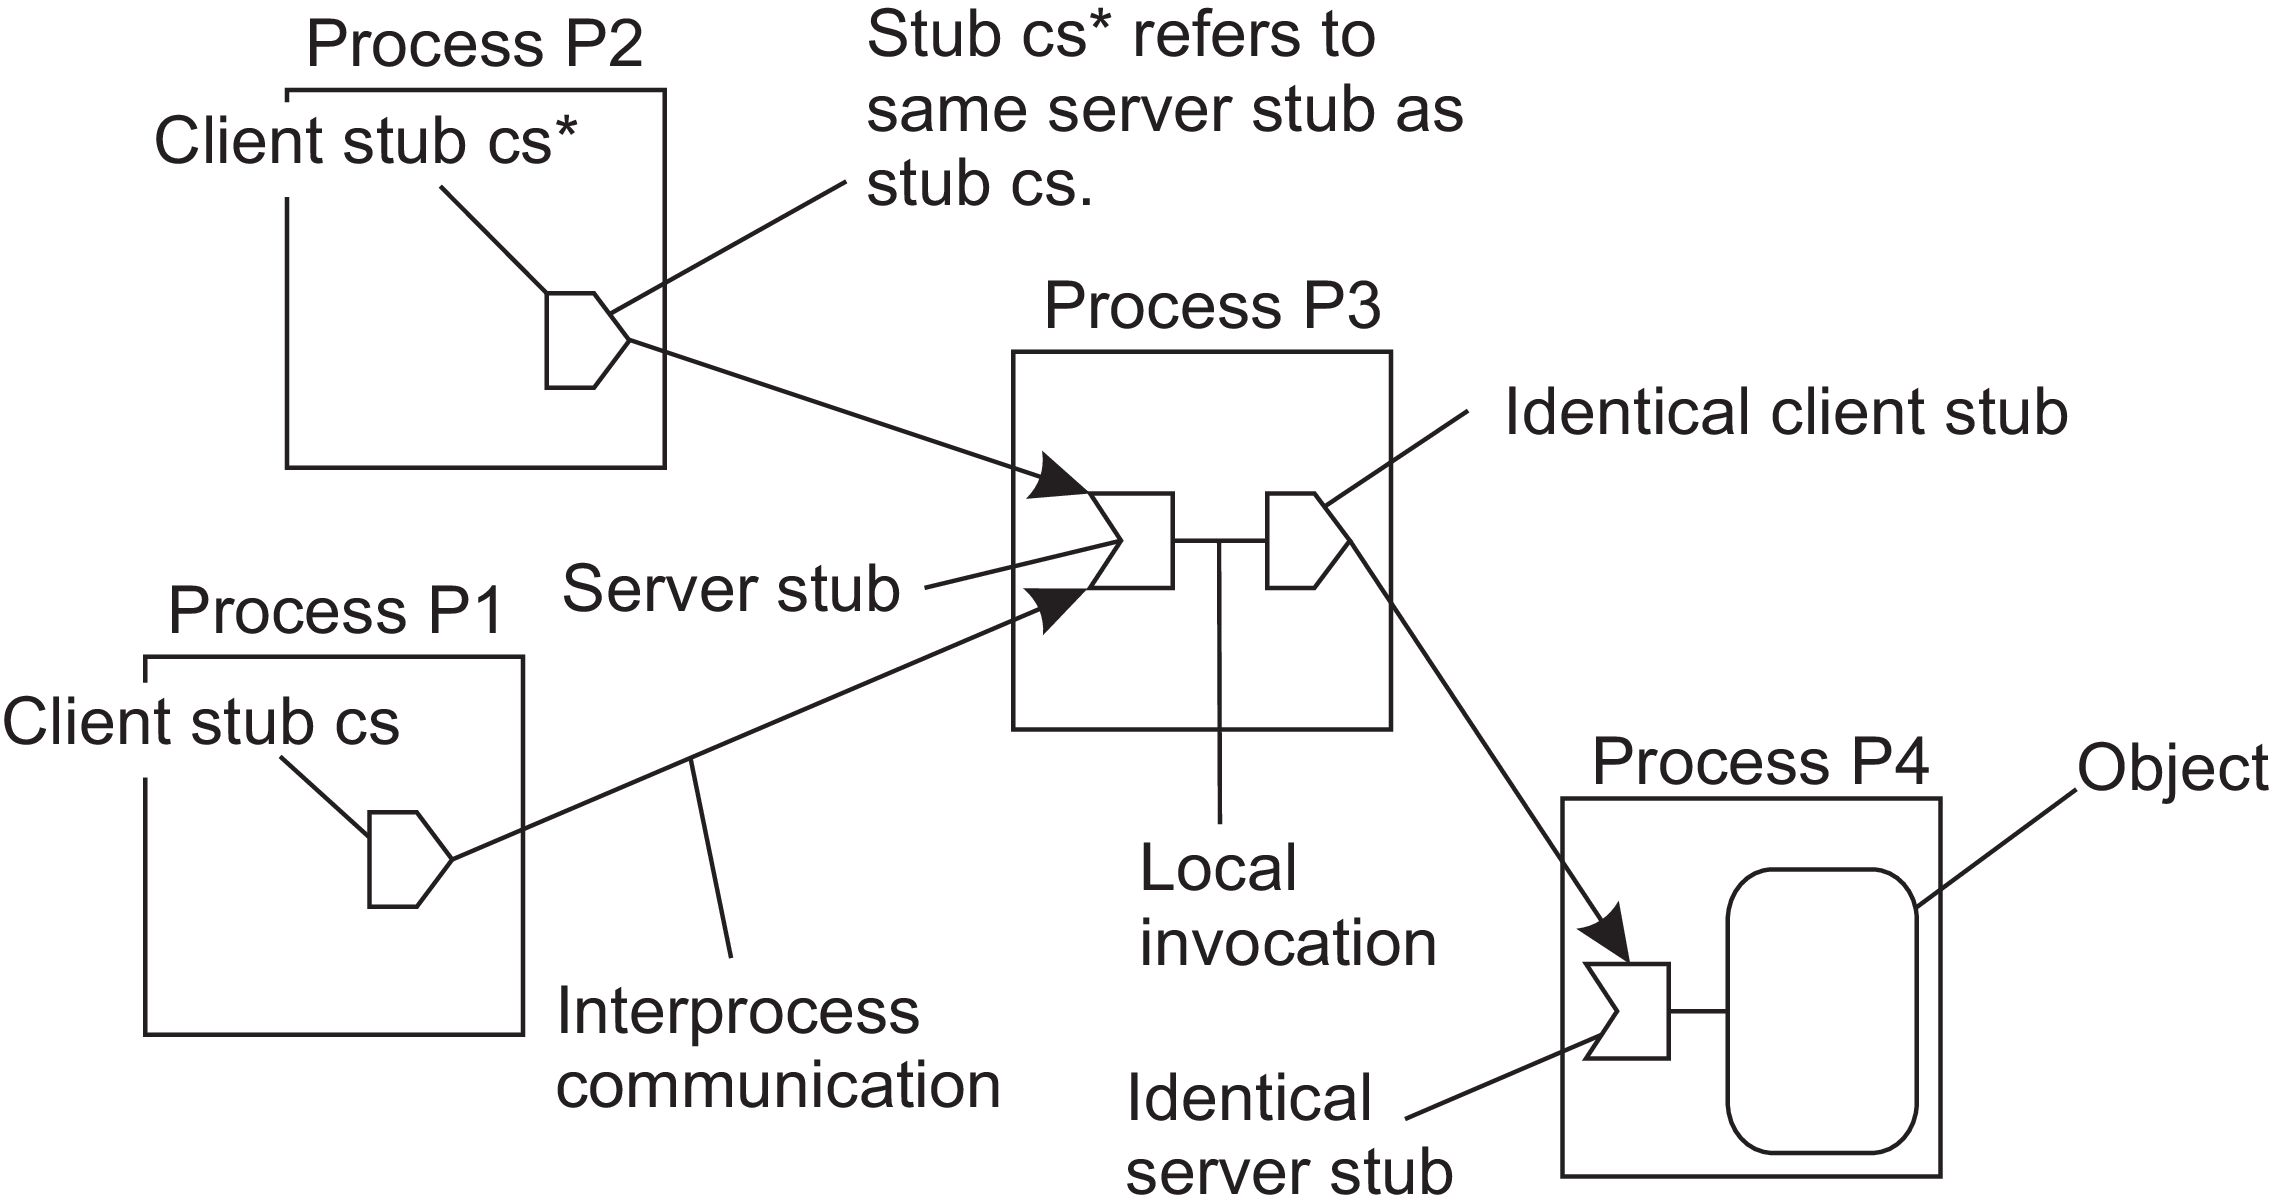 Process P2
Client stub cs*
Stub cs* refers to
same server stub as
stub cs.
Process P3
Identical client stub
Server stub
Process P1
Client stub cs
Interprocess
communication
Local
invocation
Process P4
Object
Identical
server stub